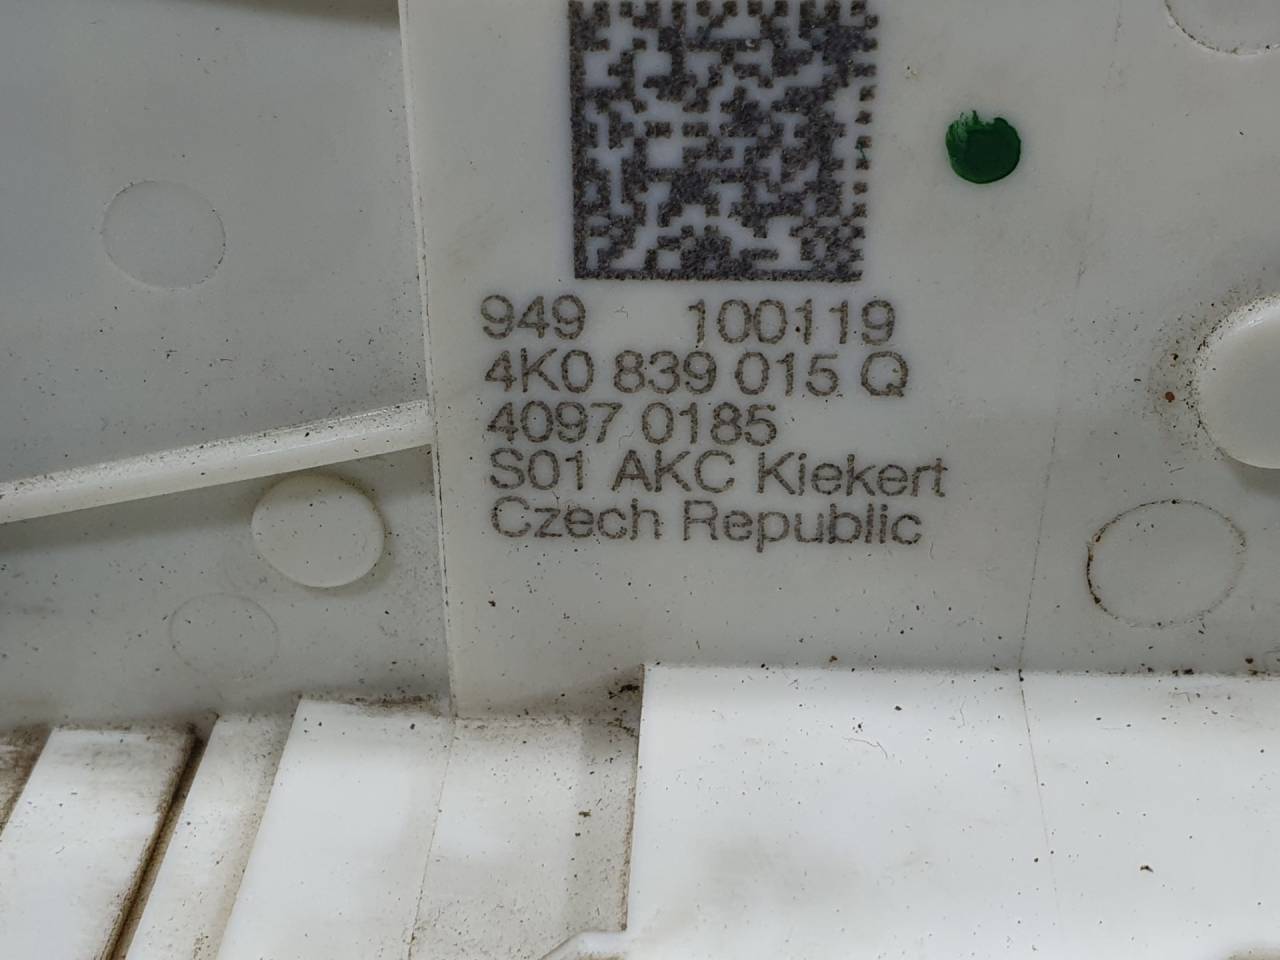 949 100119
4K0 839 015 Q
4097 0185
S01 AKC Kiekert
Czech Republic